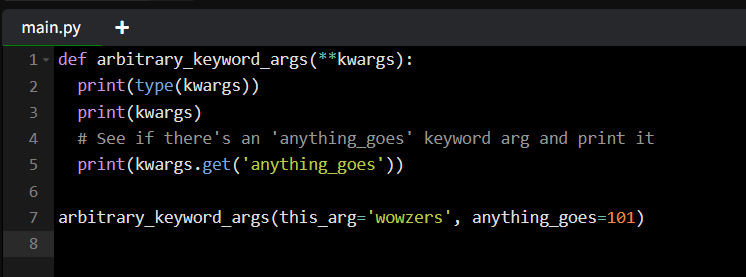 main.py +
1 def arbitrary_keyword_args(**kwargs):
2   print(type(kwargs))
3   print(kwargs)
4   # See if there's an 'anything_goes' keyword arg and print it
5   print(kwargs.get('anything_goes'))
6
7 arbitrary_keyword_args(this_arg='wowzers', anything_goes=101)
8